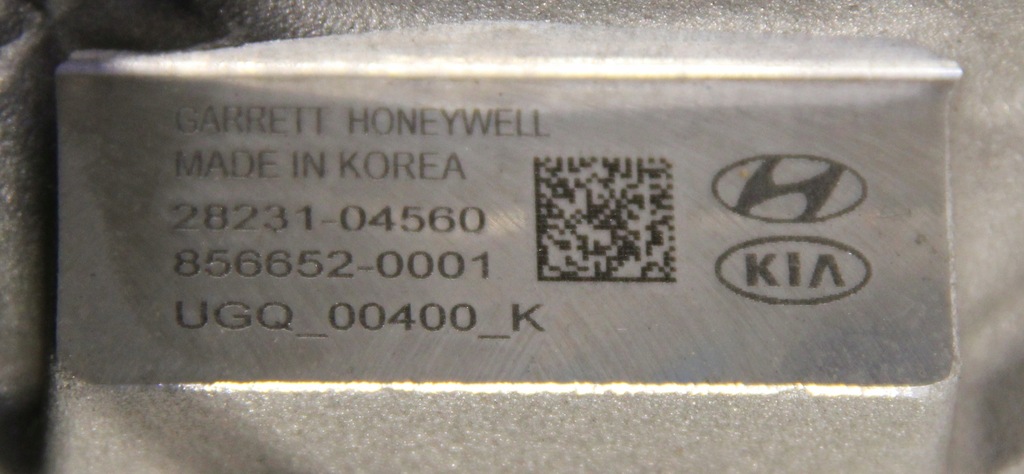 GARRETT HONEYWELL
MADE IN KOREA
28231-04560
856652-0001
UGQ_00400_K
KIA